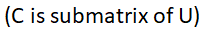 (C is submatrix of U)